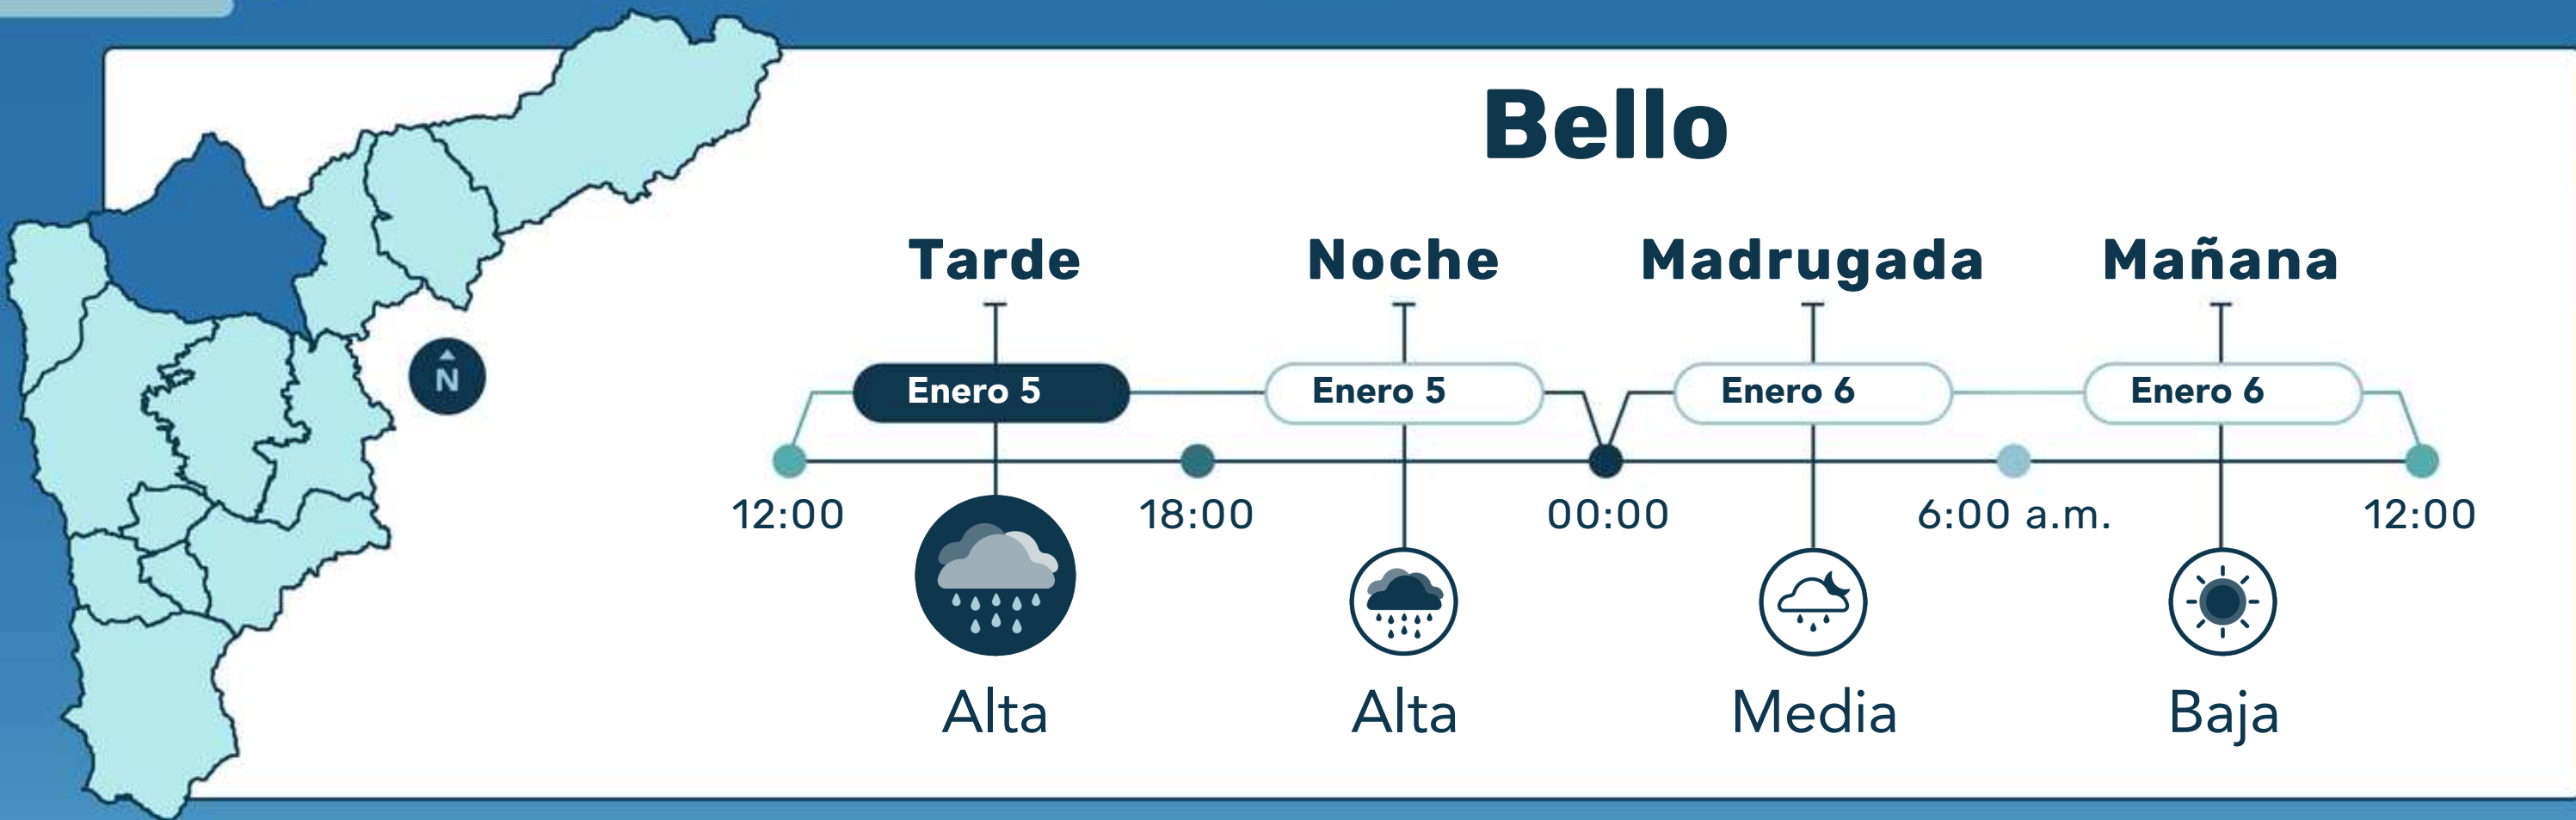 Bello
Tarde Noche Madrugada Mañana
N
Enero 5 Enero 5 Enero 6 Enero 6
12:00 18:00 00:00 6:00 a.m. 12:00
Alta Alta Media Baja